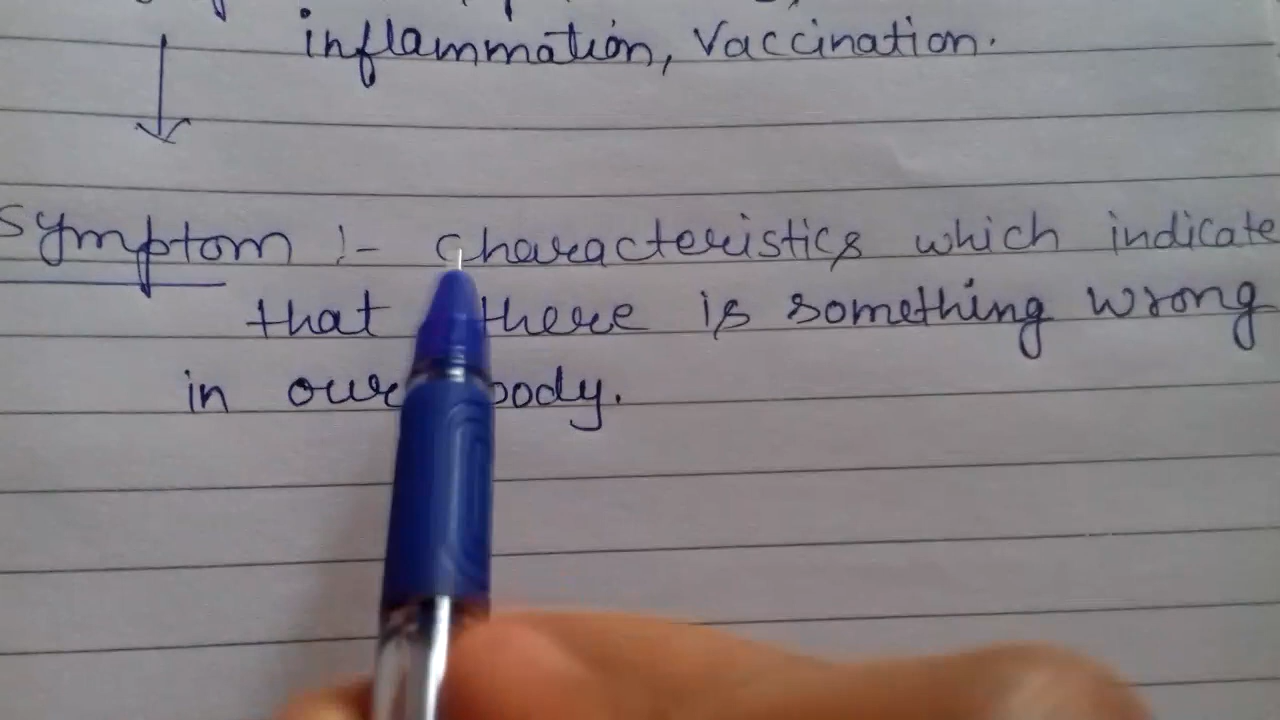 inflammation, Vaccination.
Symptom :- Characteristics which indicate
that there is something wrong
in our body.